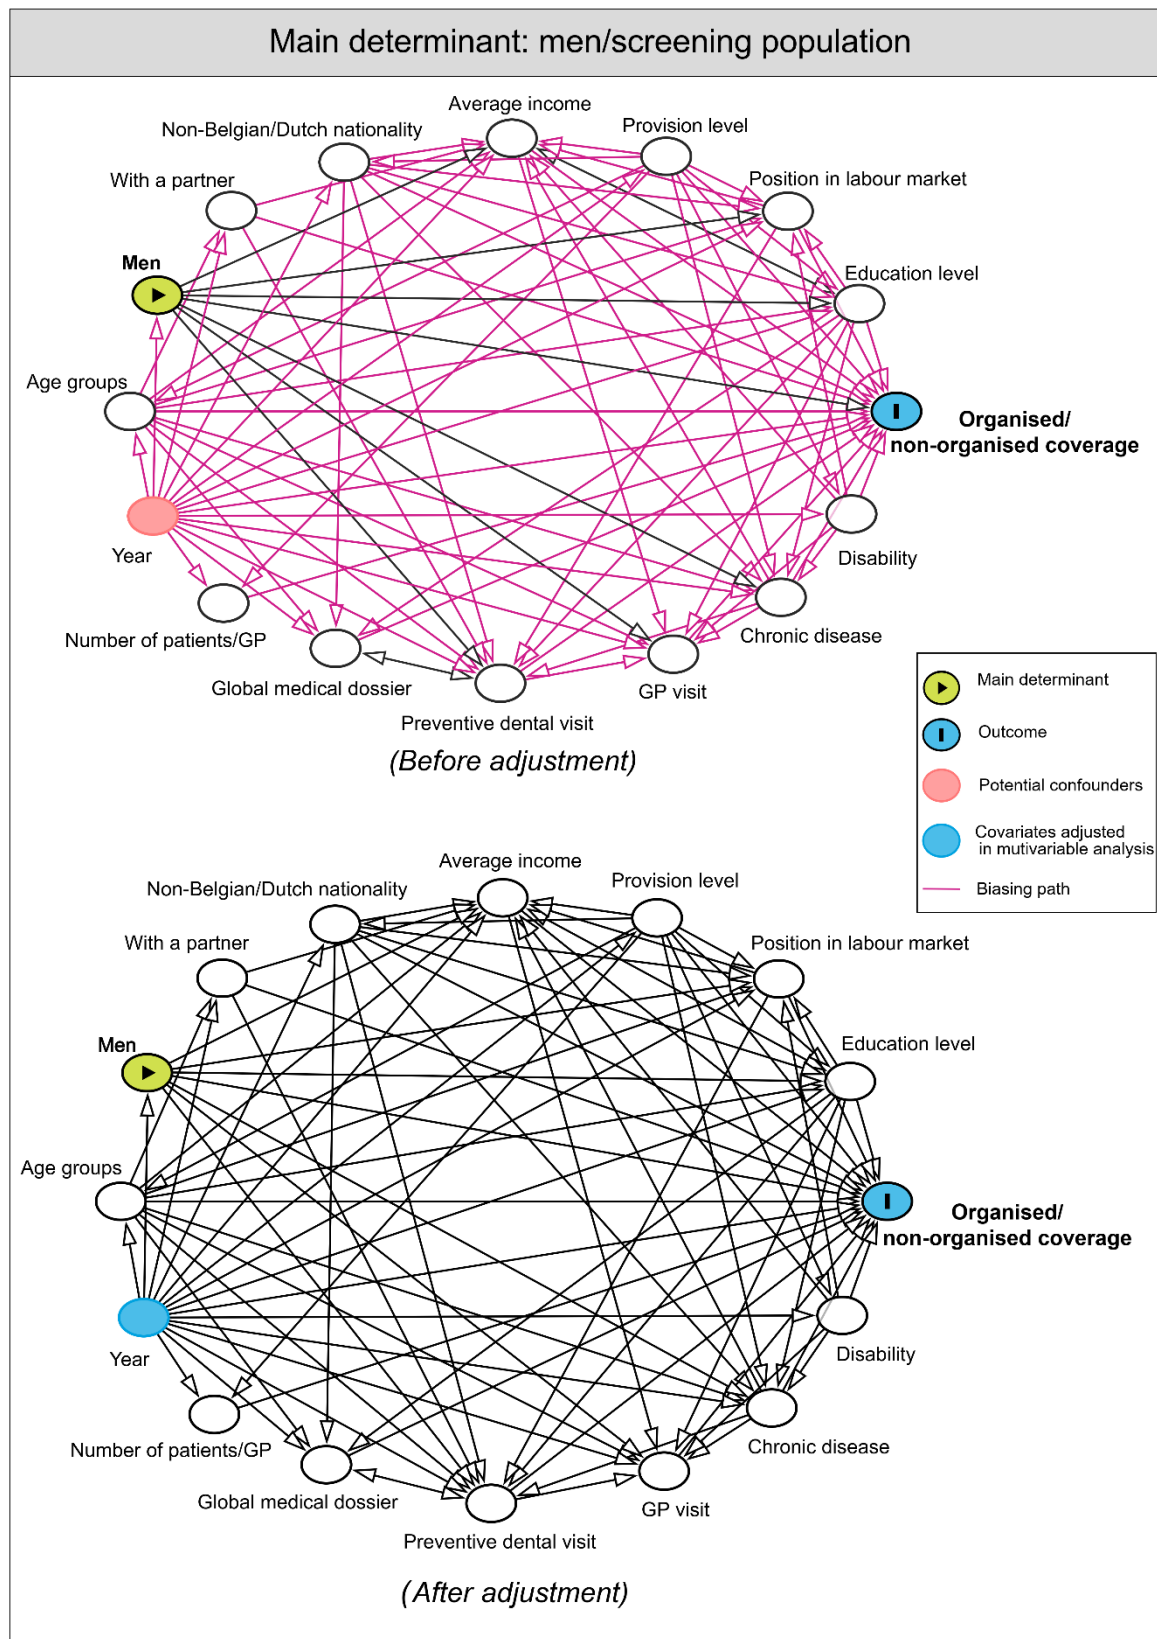 Main determinant: men/screening population
Average income
Provision level
Non-Belgian/Dutch nationality
With a partner
Position in labour market
Men
Education level
Age groups
Organised/
non-organised coverage
Year
Disability
Number of patients/GP
Chronic disease
Global medical dossier
GP visit
Preventive dental visit
(Before adjustment)
Main determinant
Outcome
Potential confounders
Covariates adjusted
in mutivariable analysis
Biasing path
Average income
Provision level
Non-Belgian/Dutch nationality
With a partner
Position in labour market
Men
Education level
Age groups
Organised/
non-organised coverage
Year
Disability
Number of patients/GP
Chronic disease
Global medical dossier
GP visit
Preventive dental visit
(After adjustment)